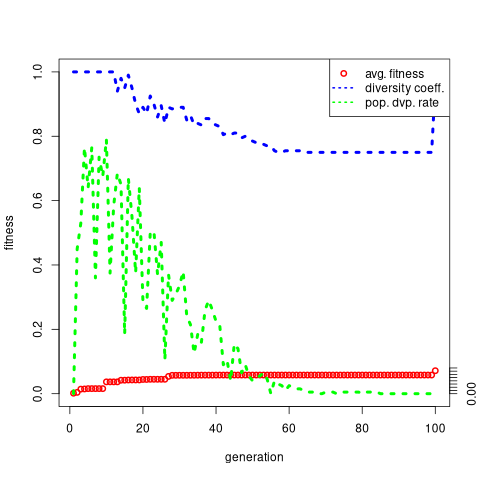 avg. fitness
diversity coeff.
pop. dvp. rate
1.0
0.8
0.6
0.4
0.2
0.0
fitness
0.00
0 20 40 60 80 100
generation